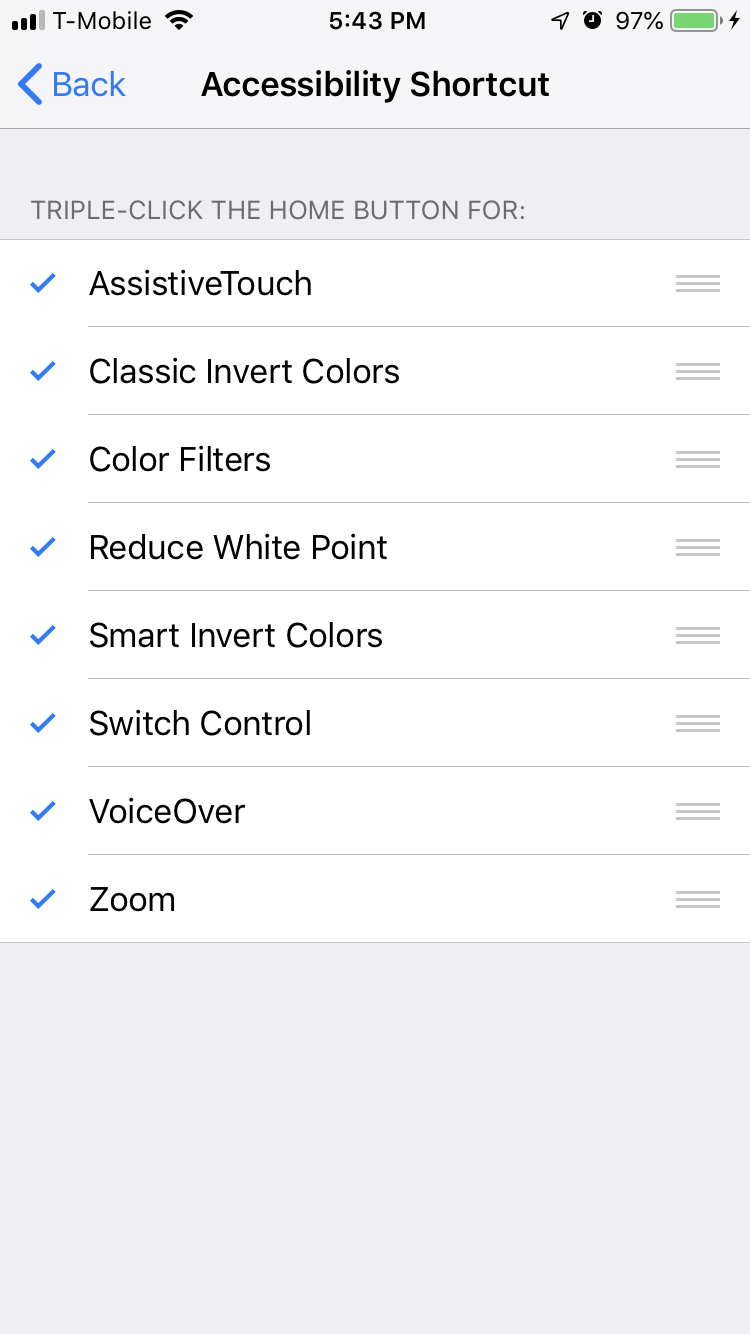 T-Mobile 5:43 PM 97%
Back Accessibility Shortcut
TRIPLE-CLICK THE HOME BUTTON FOR:
AssistiveTouch
Classic Invert Colors
Color Filters
Reduce White Point
Smart Invert Colors
Switch Control
VoiceOver
Zoom